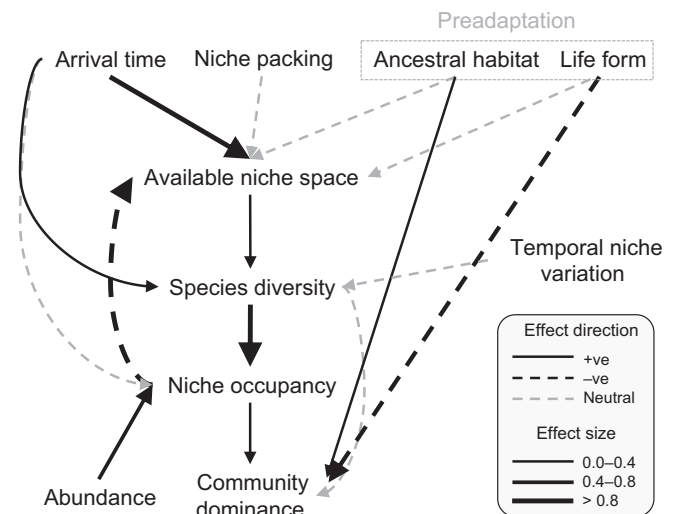 Preadaptation
Arrival time
Niche packing
Ancestral habitat
Life form
Available niche space
Temporal niche
variation
Species diversity
Niche occupancy
Abundance
Community
dominance
Effect direction
+ve
–ve
Neutral
Effect size
0.0–0.4
0.4–0.8
> 0.8